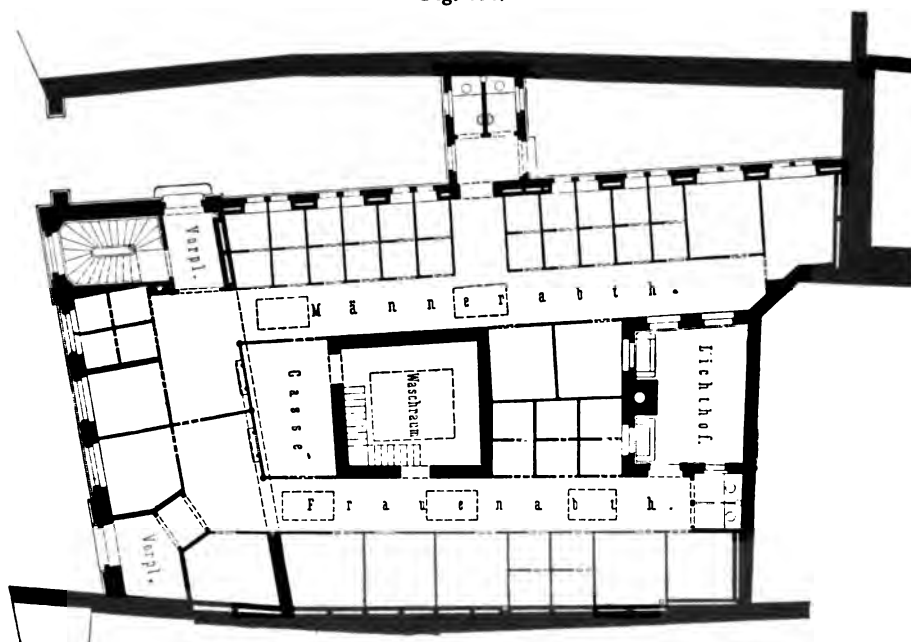 Vorpl.
Männerabth.
Lichthof.
Waschraum
Casse.
Frauenabth.
Vorpl.